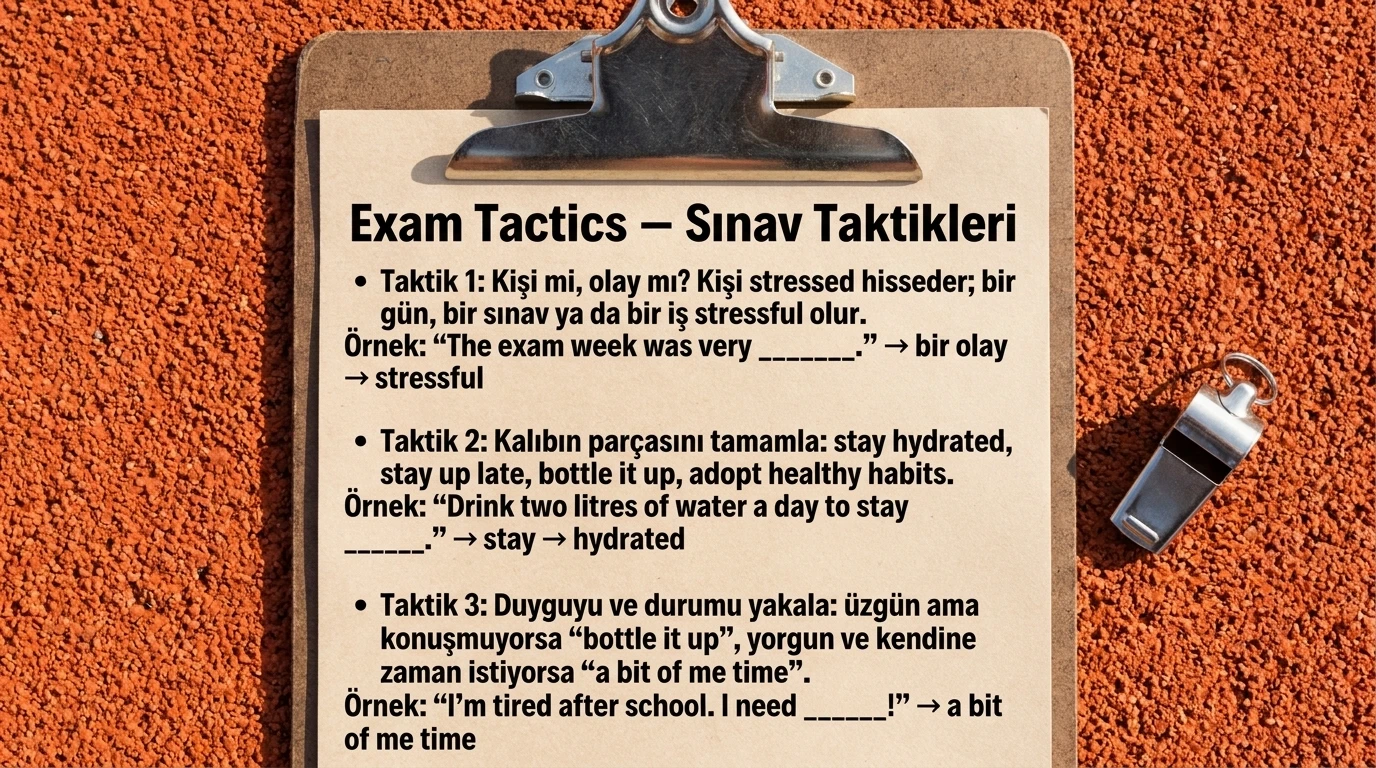 Exam Tactics — Sınav Taktikleri
• Taktik 1: Kişi mi, olay mı? Kişi stressed hisseder; bir
gün, bir sınav ya da bir iş stressful olur.
Örnek: “The exam week was very _______.” → bir olay
→ stressful
• Taktik 2: Kalıbın parçasını tamamla: stay hydrated,
stay up late, bottle it up, adopt healthy habits.
Örnek: “Drink two litres of water a day to stay
______.” → stay → hydrated
• Taktik 3: Duyguyu ve durumu yakala: üzgün ama
konuşmuyorsa “bottle it up”, yorgun ve kendine
zaman istiyorsa “a bit of me time”.
Örnek: “I’m tired after school. I need ______!” → a bit
of me time